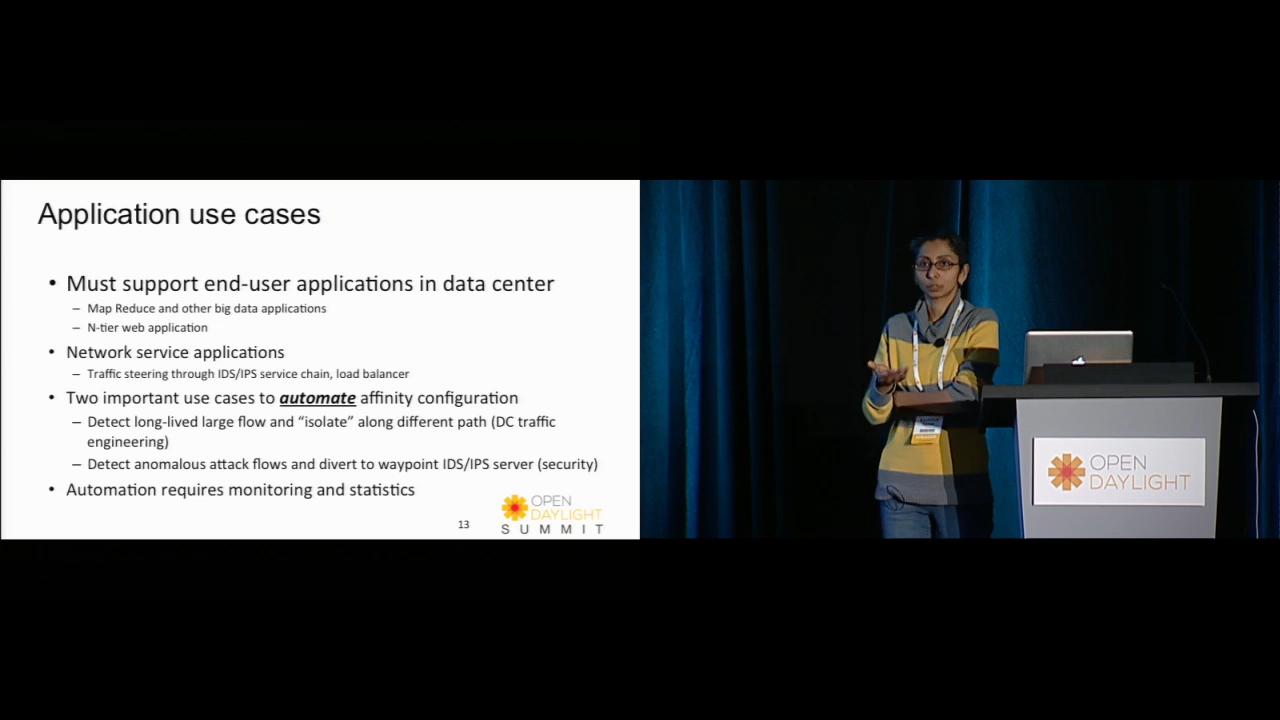 Application use cases
• Must support end-user applications in data center
– Map Reduce and other big data applications
– N-tier web application
• Network service applications
– Traffic steering through IDS/IPS service chain, load balancer
• Two important use cases to automate affinity configuration
– Detect long-lived large flow and “isolate” along different path (DC traffic
engineering)
– Detect anomalous attack flows and divert to waypoint IDS/IPS server (security)
• Automation requires monitoring and statistics
13
OPEN
DAYLIGHT
SUMMIT
OPEN
DAYLIGHT